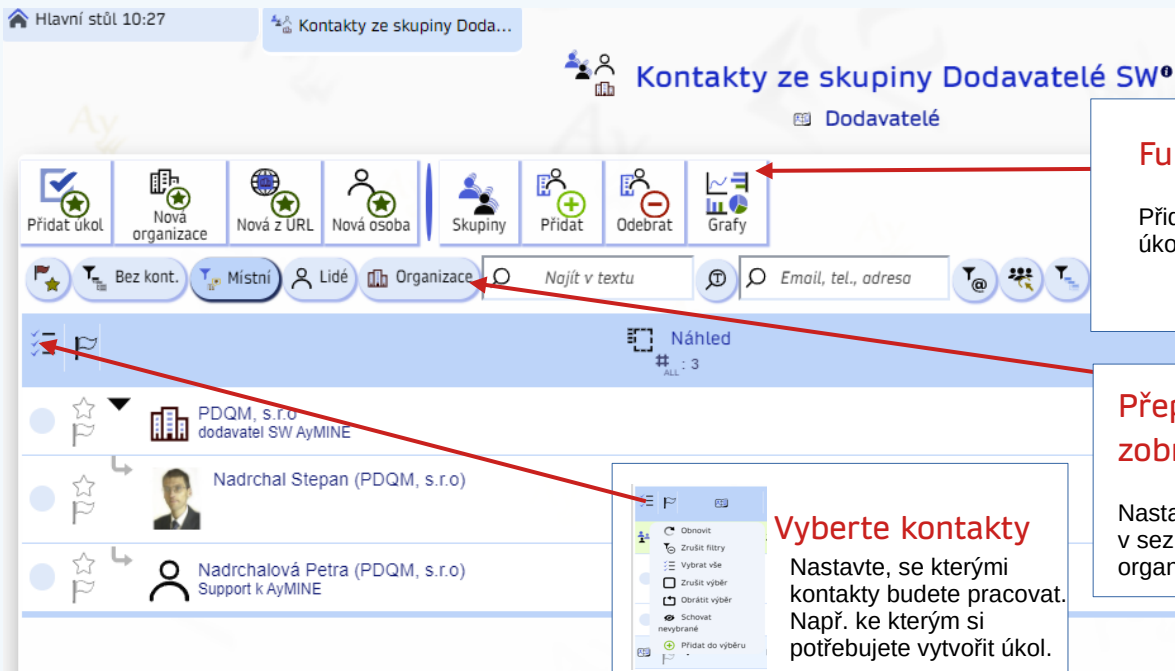 Hlavní stůl 10:27
Kontakty ze skupiny Doda...
Kontakty ze skupiny Dodavatelé SW
Dodavatelé
Přidat úkol
Nová
organizace
Nová z URL
Nová osoba
Skupiny
Přidat
Odebrat
Grafy
Bez kont.
Místní
Lidé
Organizace
Najít v textu
Email, tel., adresa
Náhled
# ALL : 3
PDQM, s.r.o
dodavatel SW AyMINE
Nadrchal Stepan (PDQM, s.r.o)
Nadrchalová Petra (PDQM, s.r.o)
Support k AyMINE
Obnovit
Zrušit filtry
Vybrat vše
Zrušit výběr
Obrátit výběr
Schovat
nevybrané
Přidat do výběru
Vyberte kontakty
Nastavte, se kterými
kontakty budete pracovat.
Např. ke kterým si
potřebujete vytvořit úkol.
Fu
Přid
úko
Přep
zobr
Nasta
v sez
organ